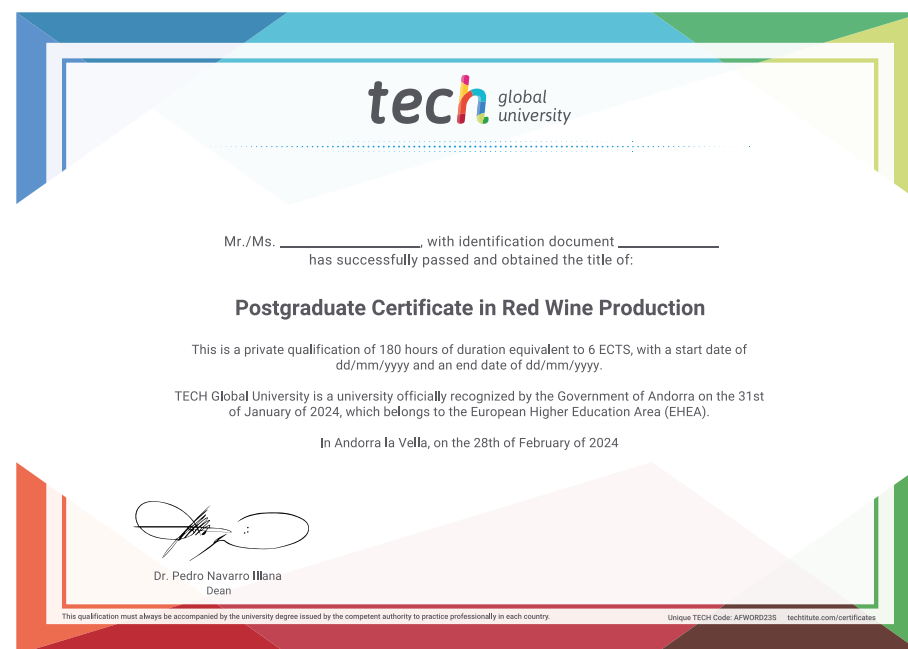 tech global
university
Mr./Ms. ____________________, with identification document ______________
has successfully passed and obtained the title of:
Postgraduate Certificate in Red Wine Production
This is a private qualification of 180 hours of duration equivalent to 6 ECTS, with a start date of
dd/mm/yyyy and an end date of dd/mm/yyyy.
TECH Global University is a university officially recognized by the Government of Andorra on the 31st
of January of 2024, which belongs to the European Higher Education Area (EHEA).
In Andorra la Vella, on the 28th of February of 2024
Dr. Pedro Navarro Illana
Dean
This qualification must always be accompanied by the university degree issued by the competent authority to practice professionally in each country.
Unique TECH Code: AFWORD23S techtitute.com/certificates